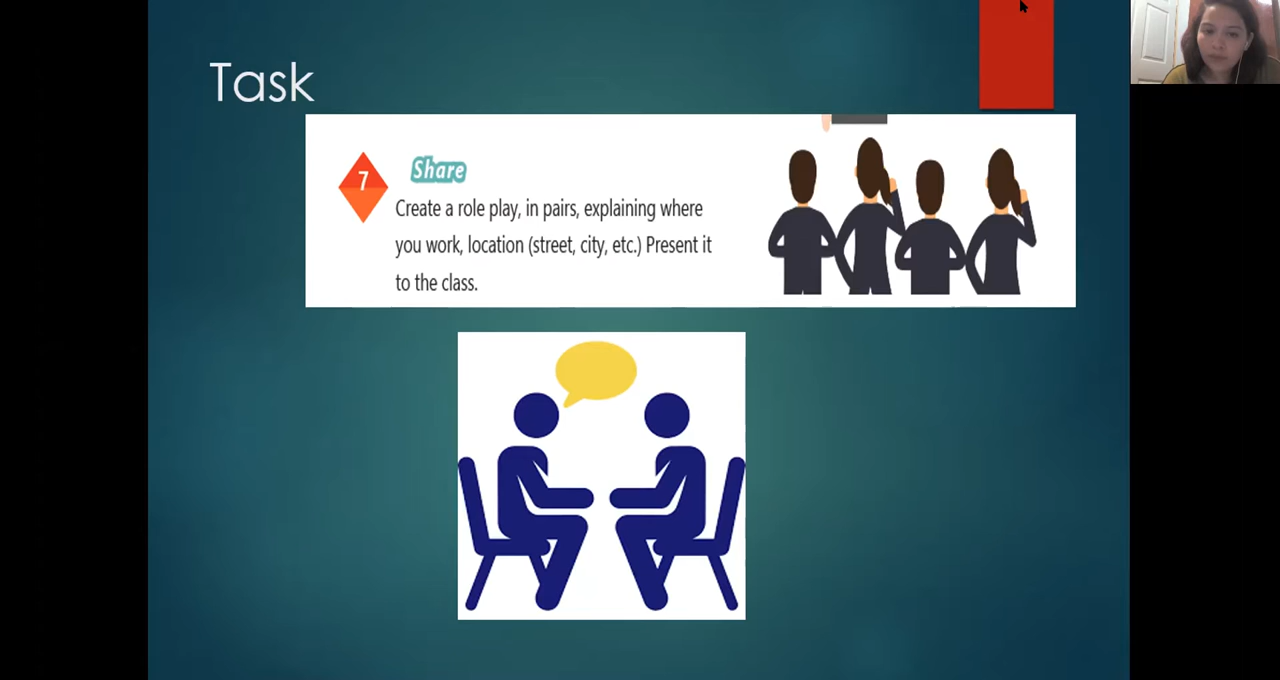 Task
7
Share
Create a role play, in pairs, explaining where
you work, location (street, city, etc.) Present it
to the class.